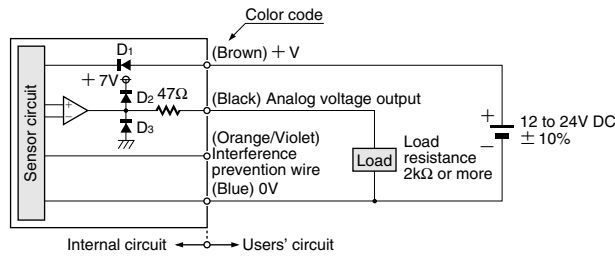 Color code
(Brown) + V
D1
+ 7V
D2 47Ω
(Black) Analog voltage output
D3
Sensor circuit
+
−
(Orange/Violet)
Interference
prevention wire
Load
Load
resistance
2kΩ or more
+
−
12 to 24V DC
± 10%
(Blue) 0V
Internal circuit
Users' circuit